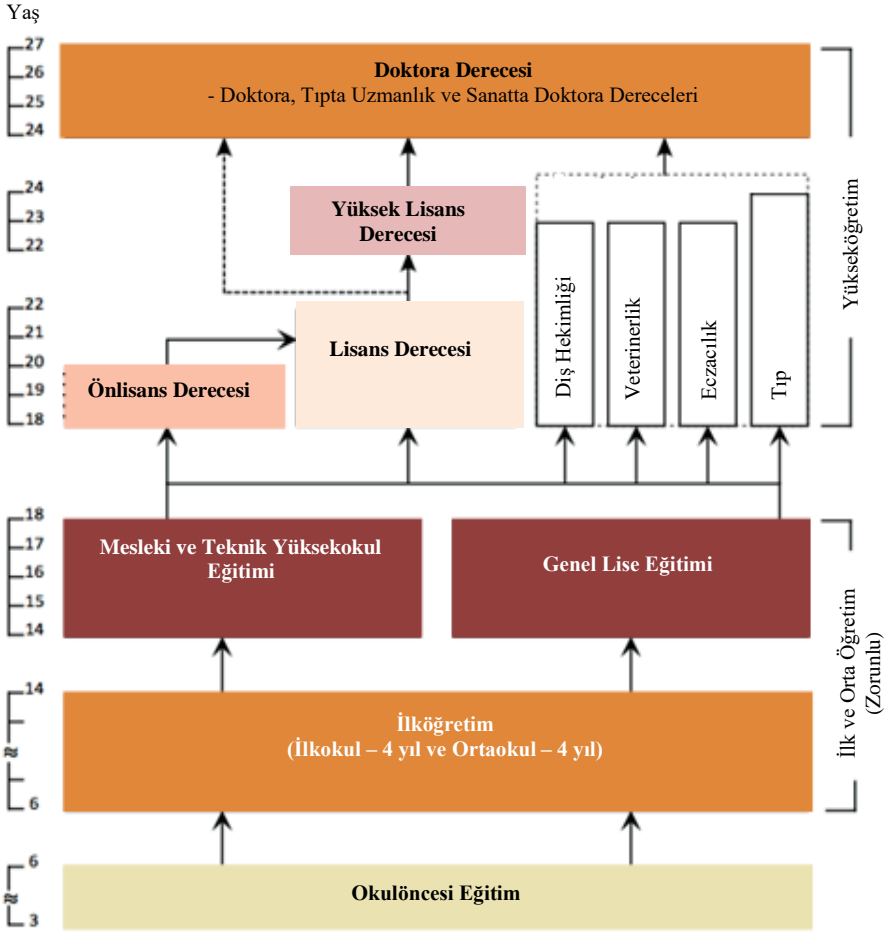 Yaş
27
26
25
24
Doktora Derecesi
- Doktora, Tıpta Uzmanlık ve Sanatta Doktora Dereceleri
24
23
22
Yüksek Lisans
Derecesi
22
21
20
19
18
Önlisans Derecesi
Lisans Derecesi
Diş Hekimliği
Veterinerlik
Eczacılık
Tıp
Yükseköğretim
18
17
16
15
14
Mesleki ve Teknik Yüksekokul
Eğitimi
Genel Lise Eğitimi
14
6
İlköğretim
(İlkokul – 4 yıl ve Ortaokul – 4 yıl)
İlk ve Orta Öğretim
(Zorunlu)
6
3
Okulöncesi Eğitim